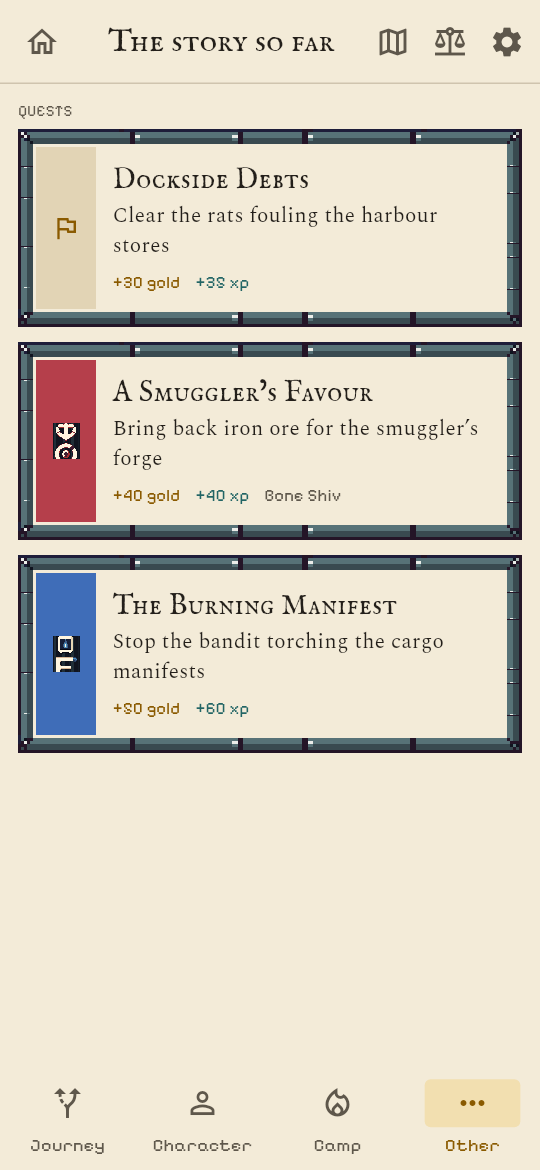 The story so far
QUESTS
Dockside Debts
Clear the rats fouling the harbour
stores
+30 gold +38 xp
A Smuggler's Favour
Bring back iron ore for the smuggler's
forge
+40 gold +40 xp Bone Shiv
The Burning Manifest
Stop the bandit torching the cargo
manifests
+80 gold +60 xp
Journey Character Camp Other